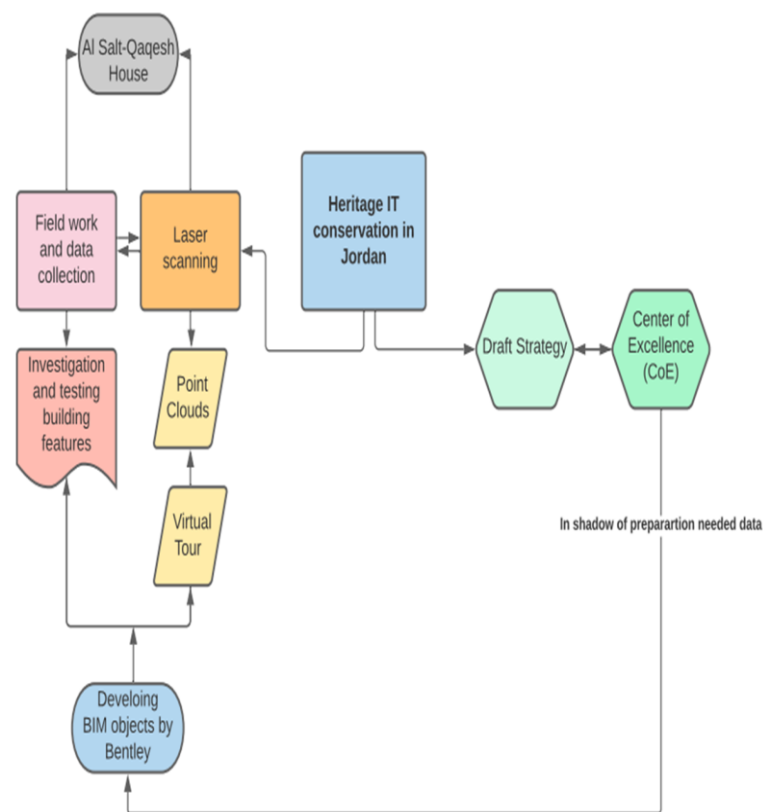 Al Salt-Qaqesh
House
Field work
and data
collection
Laser
scanning
Heritage IT
conservation in
Jordan
Draft Strategy
Center of
Excellence
(CoE)
Investigation
and testing
building
features
Point
Clouds
Virtual
Tour
In shadow of preparartion needed data
Develoing
BIM objects by
Bentley